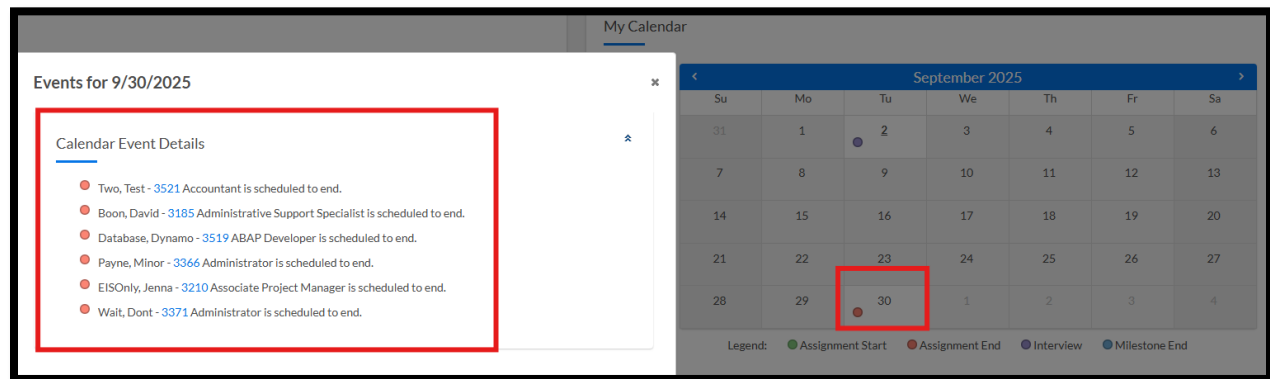 My Calendar
Events for 9/30/2025
Calendar Event Details
Two, Test - 3521 Accountant is scheduled to end.
Boon, David - 3185 Administrative Support Specialist is scheduled to end.
Database, Dynamo - 3519 ABAP Developer is scheduled to end.
Payne, Minor - 3366 Administrator is scheduled to end.
EISOnly, Jenna - 3210 Associate Project Manager is scheduled to end.
Wait, Dont - 3371 Administrator is scheduled to end.
September 2025
Su Mo Tu We Th Fr Sa
31 1 2 3 4 5 6
7 8 9 10 11 12 13
14 15 16 17 18 19 20
21 22 23 24 25 26 27
28 29 30 1 2 3 4
Legend: Assignment Start Assignment End Interview Milestone End